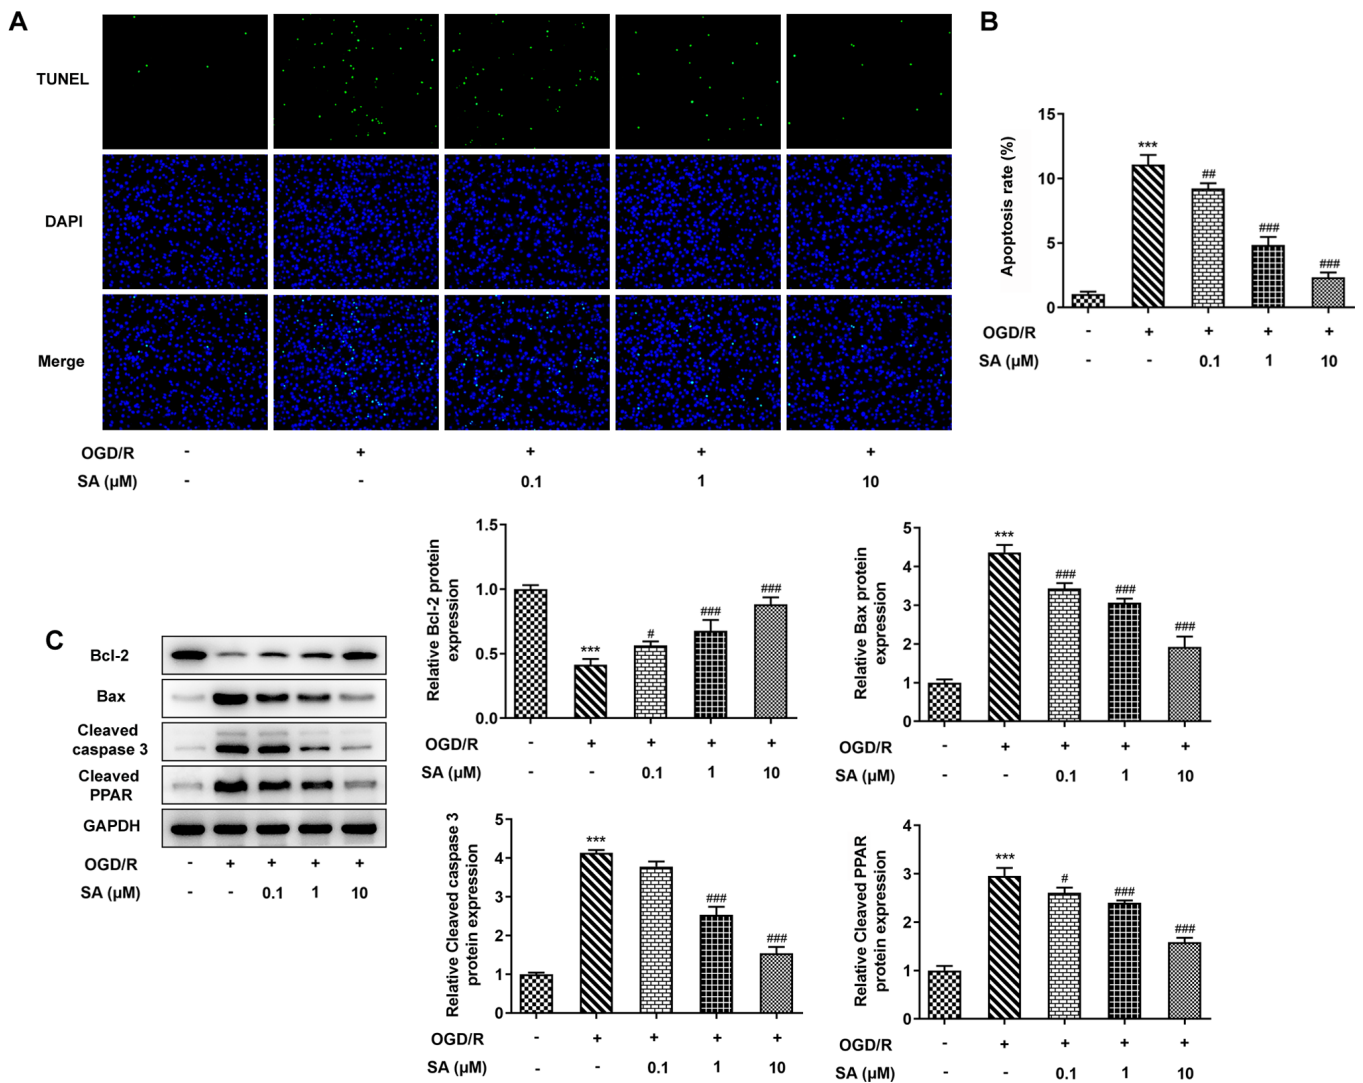 A
TUNEL
DAPI
Merge
OGD/R - + + + +
SA (μM) - - 0.1 1 10
B
Apoptosis rate (%)
15
10
5
0
***
##
###
###
OGD/R - + + + +
SA (μM) - - 0.1 1 10
C
Bcl-2
Bax
Cleaved
caspase 3
Cleaved
PPAR
GAPDH
OGD/R - + + + +
SA (μM) - - 0.1 1 10
Relative Bcl-2 protein
expression
1.5
1.0
0.5
0.0
***
#
###
###
OGD/R - + + + +
SA (μM) - - 0.1 1 10
Relative Bax protein
expression
5
4
3
2
1
0
***
###
###
###
OGD/R - + + + +
SA (μM) - - 0.1 1 10
Relative Cleaved caspase 3
protein expression
5
4
3
2
1
0
***
###
###
OGD/R - + + + +
SA (μM) - - 0.1 1 10
Relative Cleaved PPAR
protein expression
4
3
2
1
0
***
#
###
###
OGD/R - + + + +
SA (μM) - - 0.1 1 10